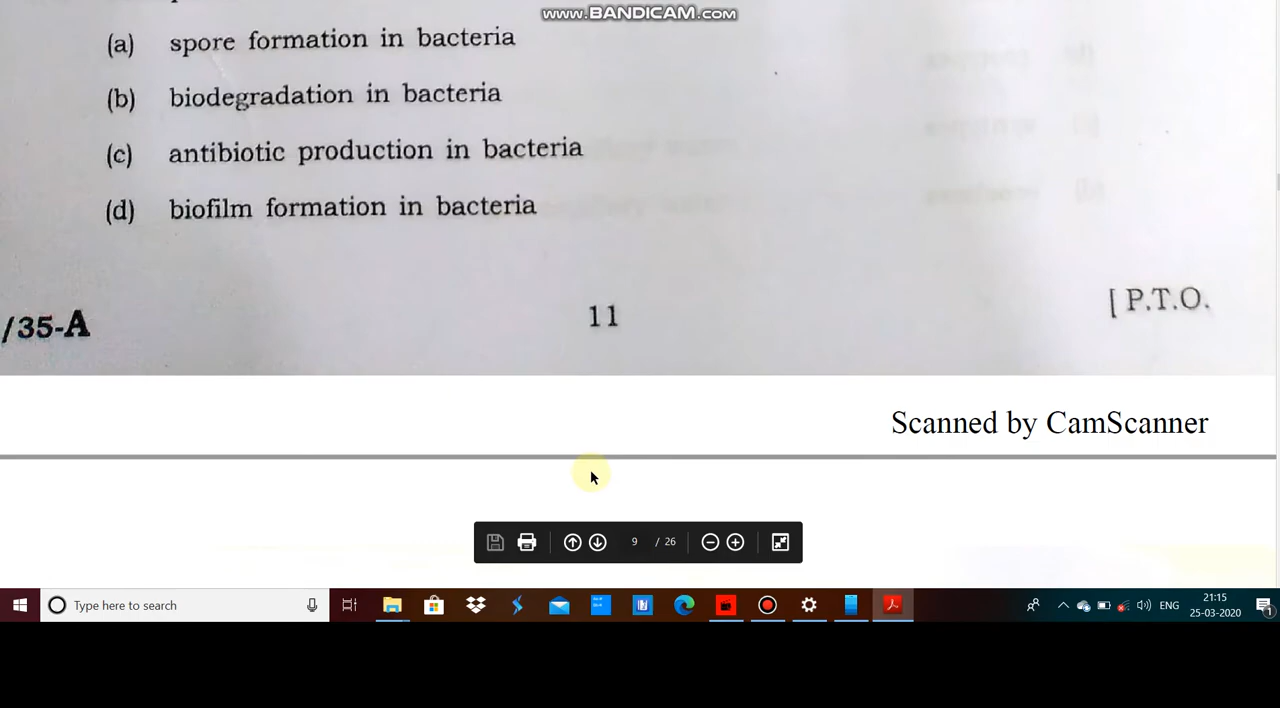 www.BANDICAM.com
(a) spore formation in bacteria
(b) biodegradation in bacteria
(c) antibiotic production in bacteria
(d) biofilm formation in bacteria
/35-A 11 [ P.T.O.
Scanned by CamScanner
9 / 26
Type here to search
ENG
21:15
25-03-2020
1